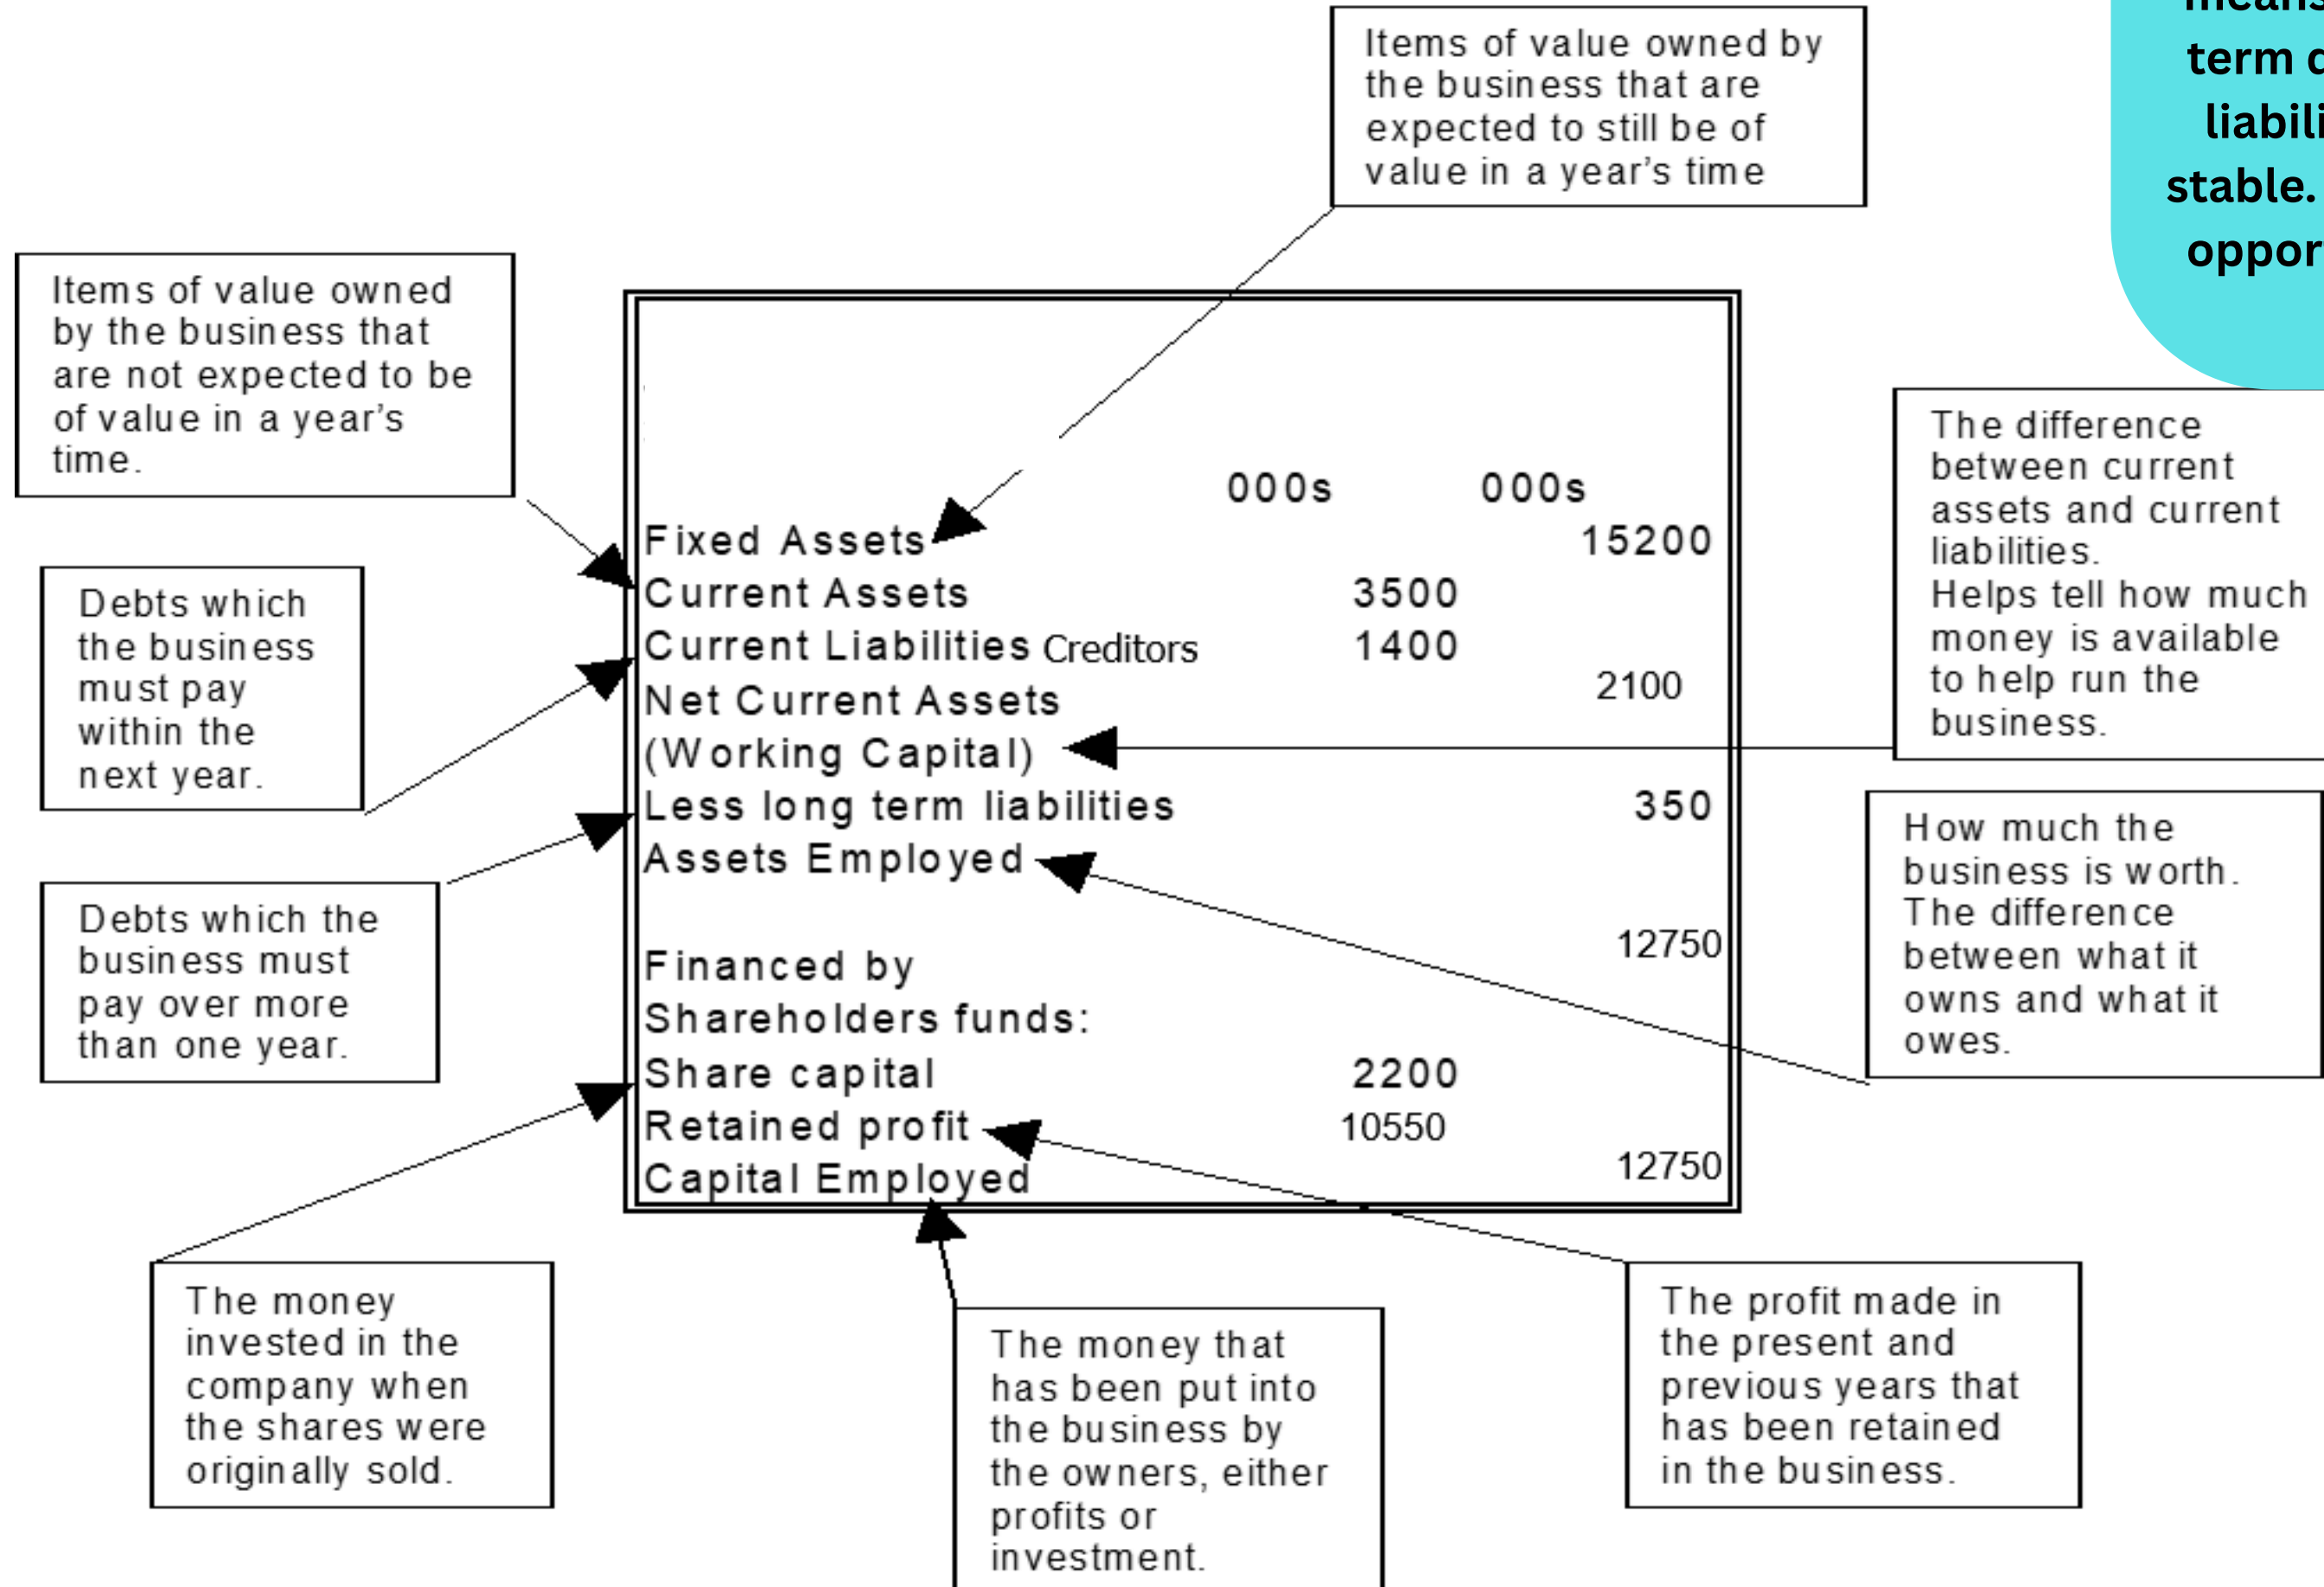 Items of value owned by
the business that are
expected to still be of
value in a year's time
term
stable.
Items of value owned
by the business that
are not expected to be
of value in a year's
time.
Debts which
the business
must pay
within the
next year.
Debts which the
business must
pay over more
than one year.
000s 000s
Fixed Assets 15200
Current Assets 3500
Current Liabilities Creditors 1400
Net Current Assets 2100
(Working Capital)
Less long term liabilities 350
Assets Employed
12750
Financed by
Shareholders funds:
Share capital 2200
Retained profit 10550
Capital Employed 12750
The difference
between current
assets and current
liabilities.
Helps tell how much
money is available
to help run the
business.
How much the
business is worth.
The difference
between what it
owns and what it
owes.
The money
invested in the
company when
the shares were
originally sold.
The money that
has been put into
the business by
the owners, either
profits or
investment.
The profit made in
the present and
previous years that
has been retained
in the business.